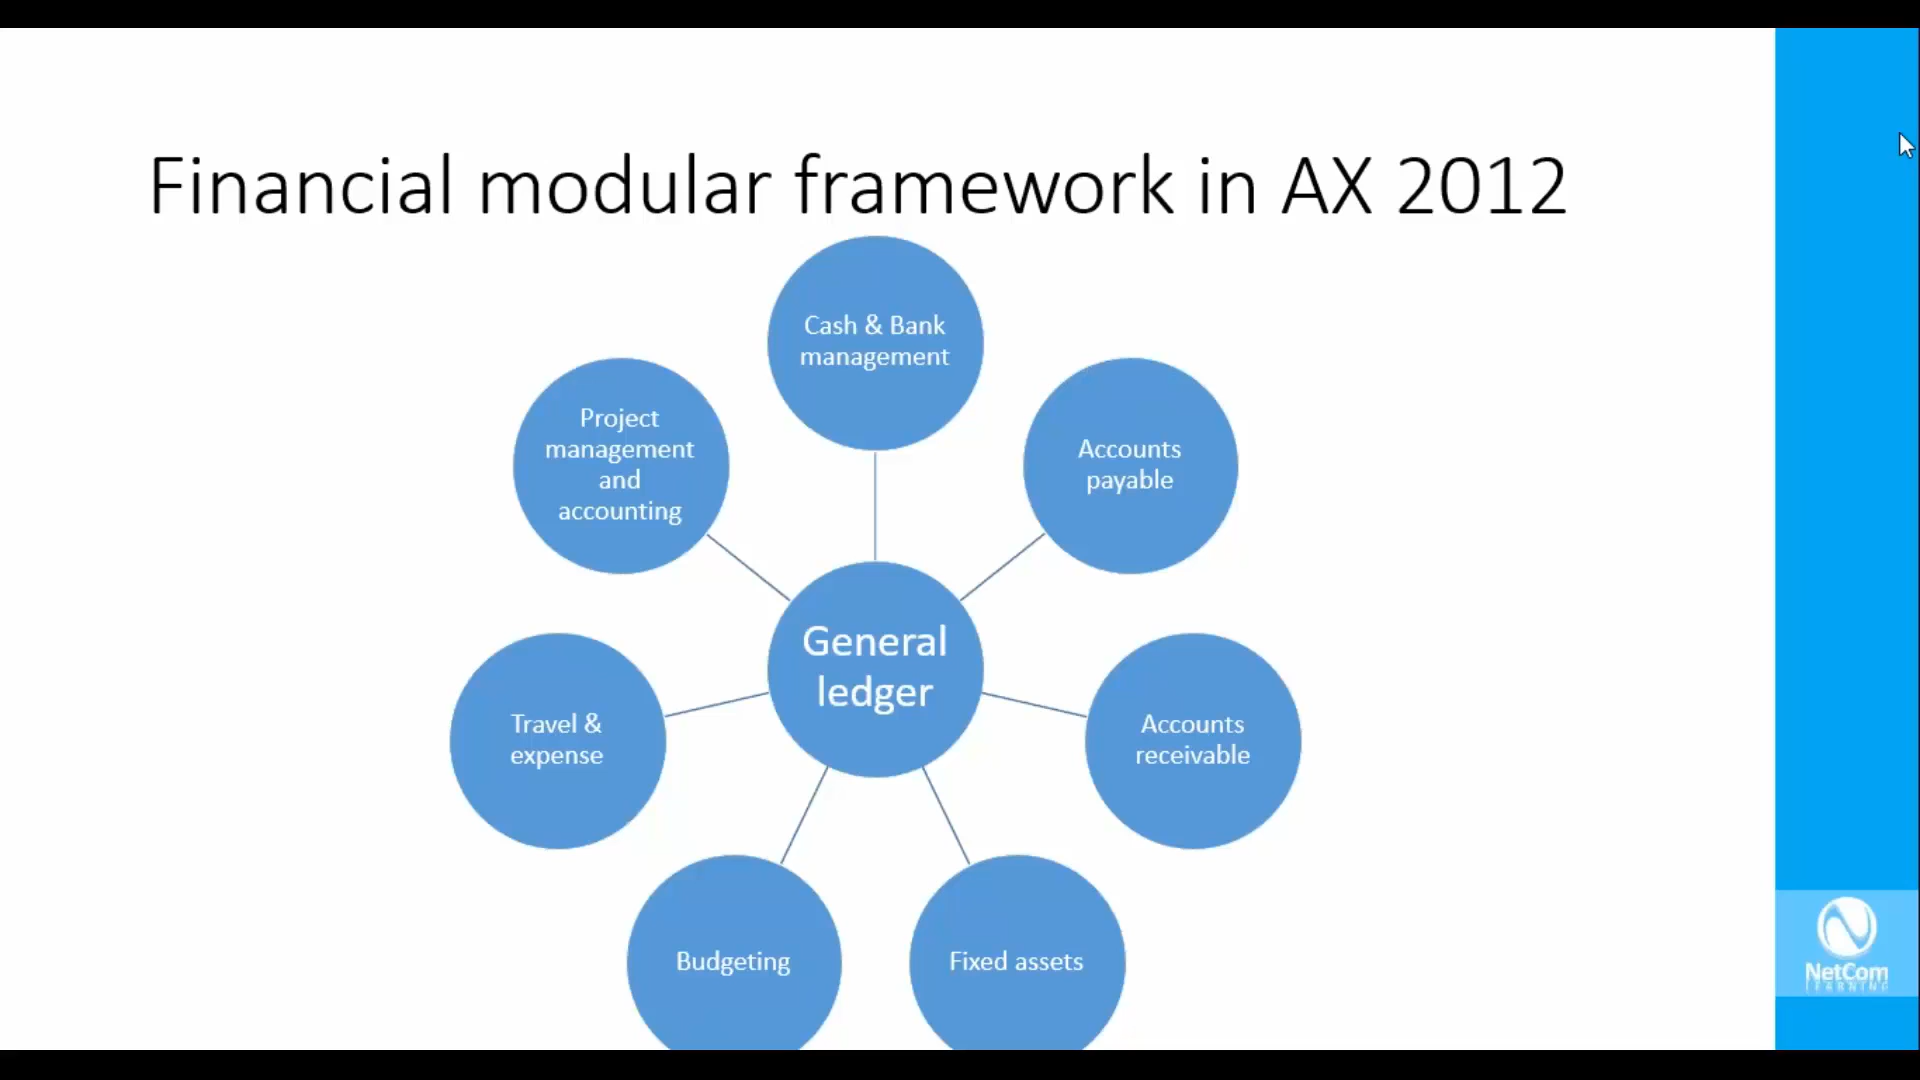 Financial modular framework in AX 2012
Cash & Bank
management
Project
management
and
accounting
Accounts
payable
General
ledger
Travel &
expense
Accounts
receivable
Budgeting
Fixed assets
NetCom
LEARNING